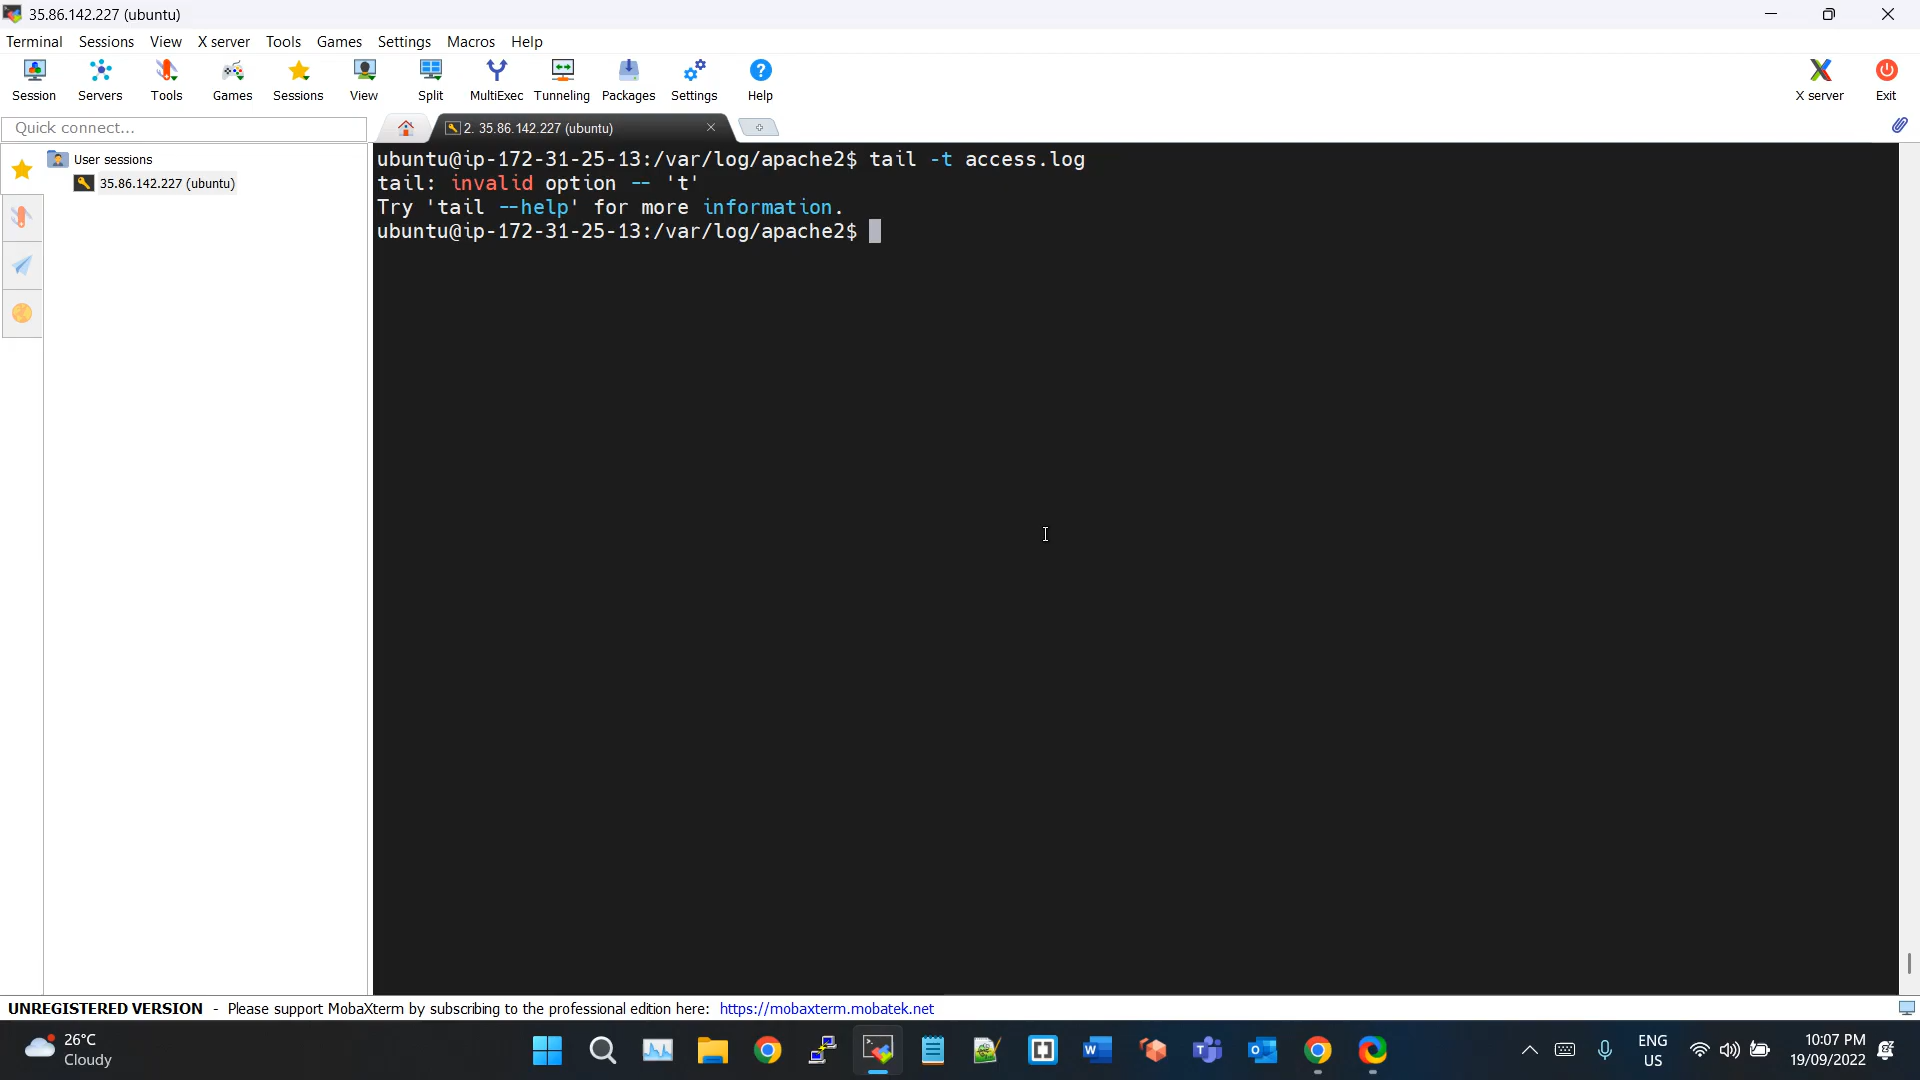 35.86.142.227 (ubuntu)
Terminal Sessions View X server Tools Games Settings Macros Help
Session Servers Tools Games Sessions View Split MultiExec Tunneling Packages Settings Help X server Exit
Quick connect...
2. 35.86.142.227 (ubuntu)
User sessions
35.86.142.227 (ubuntu)
ubuntu@ip-172-31-25-13:/var/log/apache2$ tail -t access.log
tail: invalid option -- 't'
Try 'tail --help' for more information.
ubuntu@ip-172-31-25-13:/var/log/apache2$
UNREGISTERED VERSION - Please support MobaXterm by subscribing to the professional edition here: https://mobaxterm.mobatek.net
26°C
Cloudy
ENG
US
10:07 PM
19/09/2022